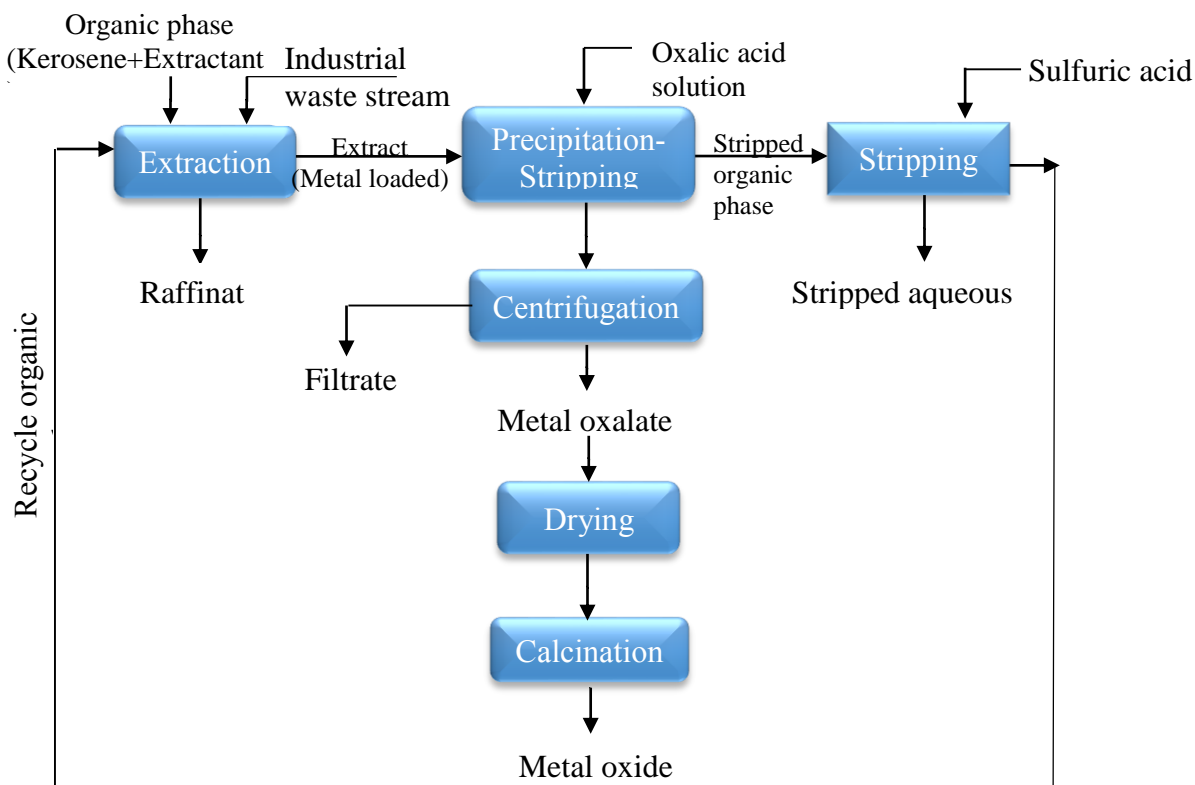 Organic phase
(Kerosene+Extractant
Industrial
waste stream
Oxalic acid
solution
Sulfuric acid
Extraction
Extract
(Metal loaded)
Precipitation-
Stripping
Stripped
organic
phase
Stripping
Raffinat
Centrifugation
Stripped aqueous
Filtrate
Recycle organic
Metal oxalate
Drying
Calcination
Metal oxide